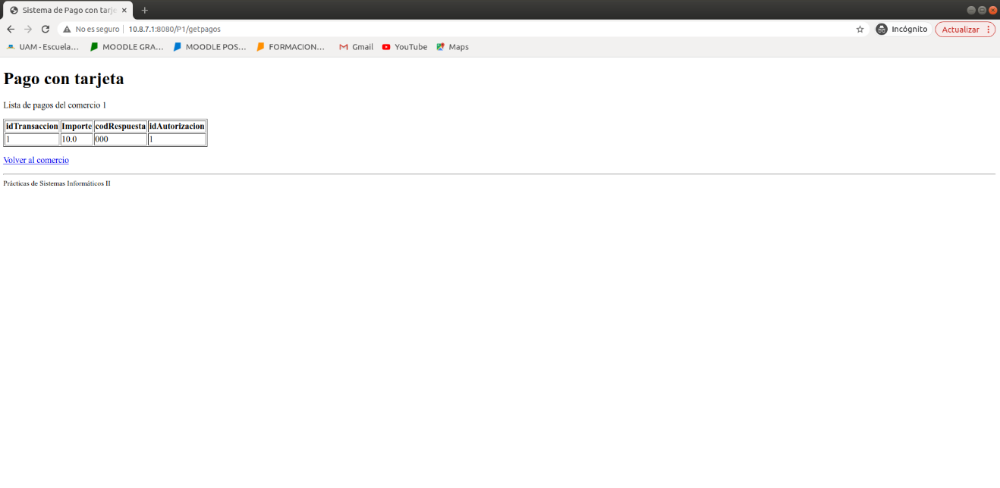 Sistema de Pago con tarje
No es seguro 10.8.7.1:8080/P1/getpagos Incógnito Actualizar
UAM - Escuela... MOODLE GRA... MOODLE POS... FORMACION... Gmail YouTube Maps
Pago con tarjeta
Lista de pagos del comercio 1
idTransaccion Importe codRespuesta idAutorizacion
1 10.0 000 1
Volver al comercio
Prácticas de Sistemas Informáticos II